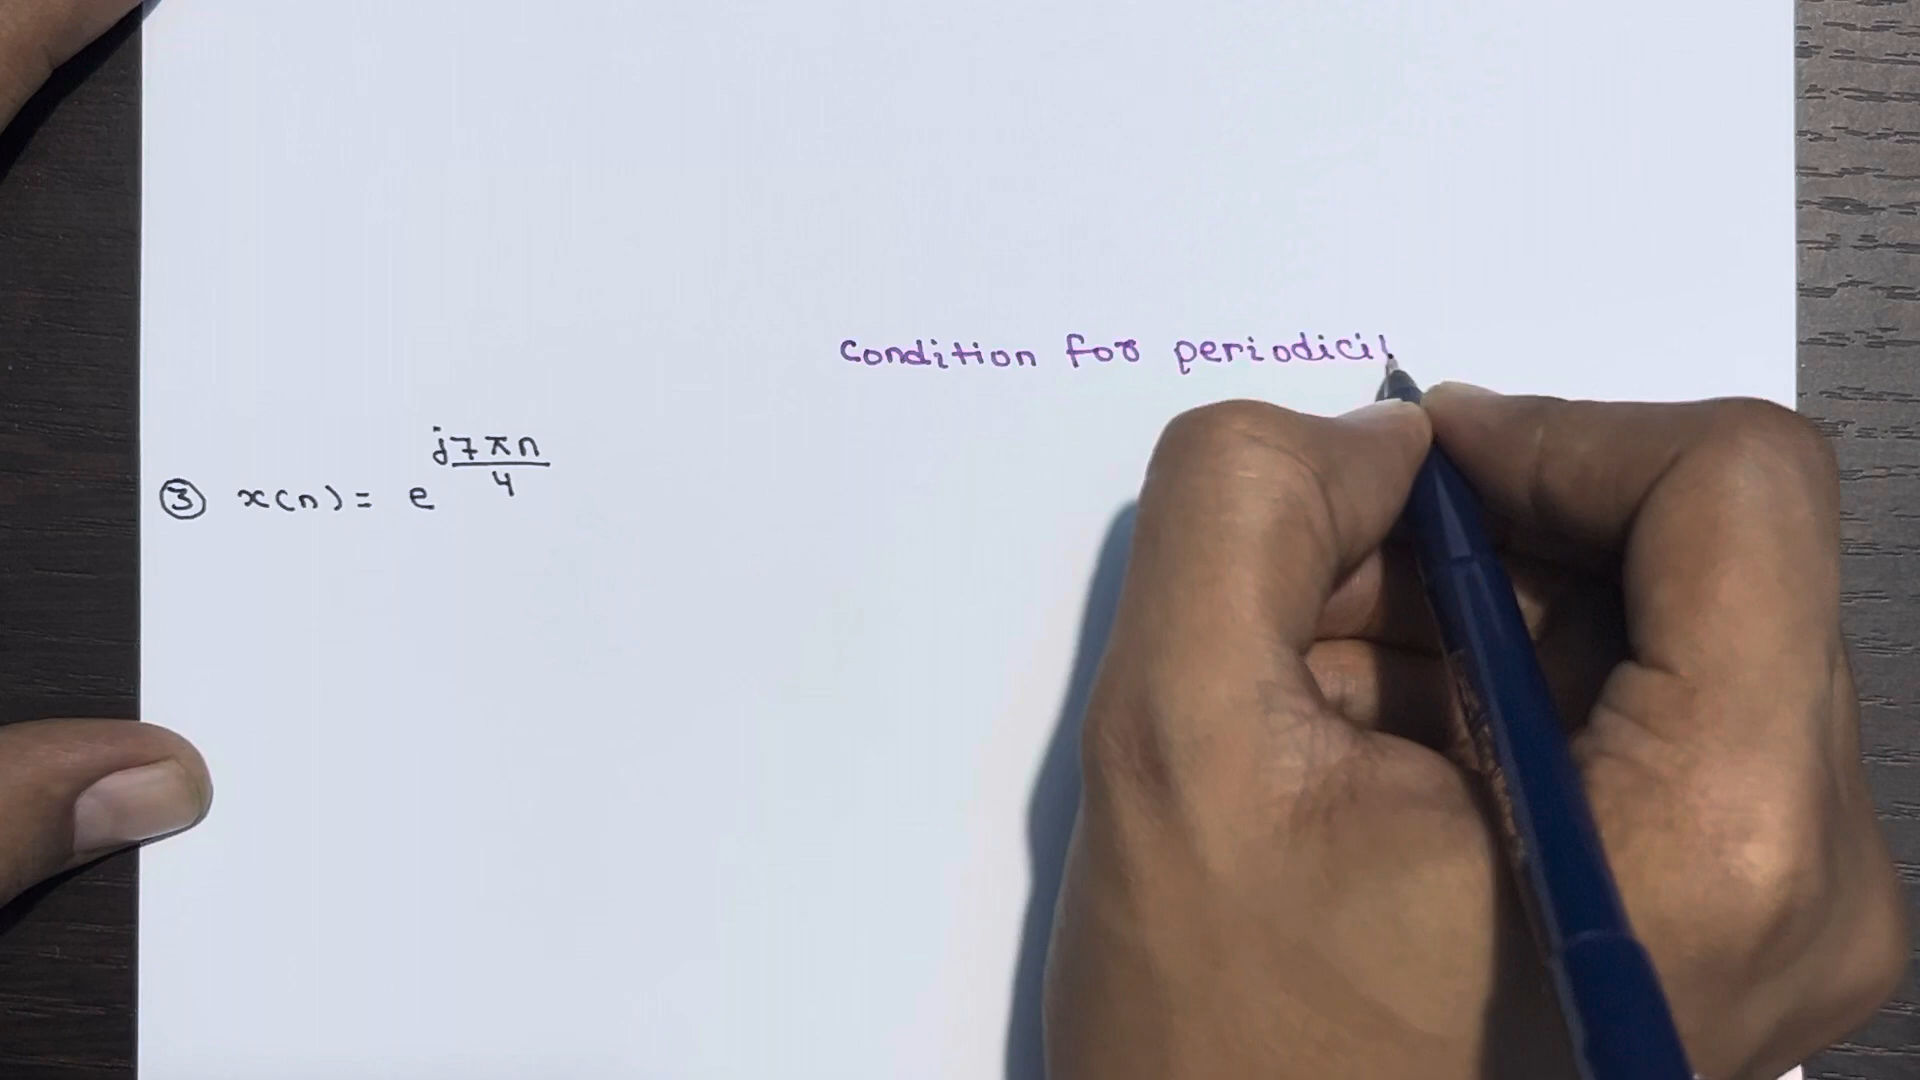 Condition for periodicit
③ x(n) = e^(j7πn/4)